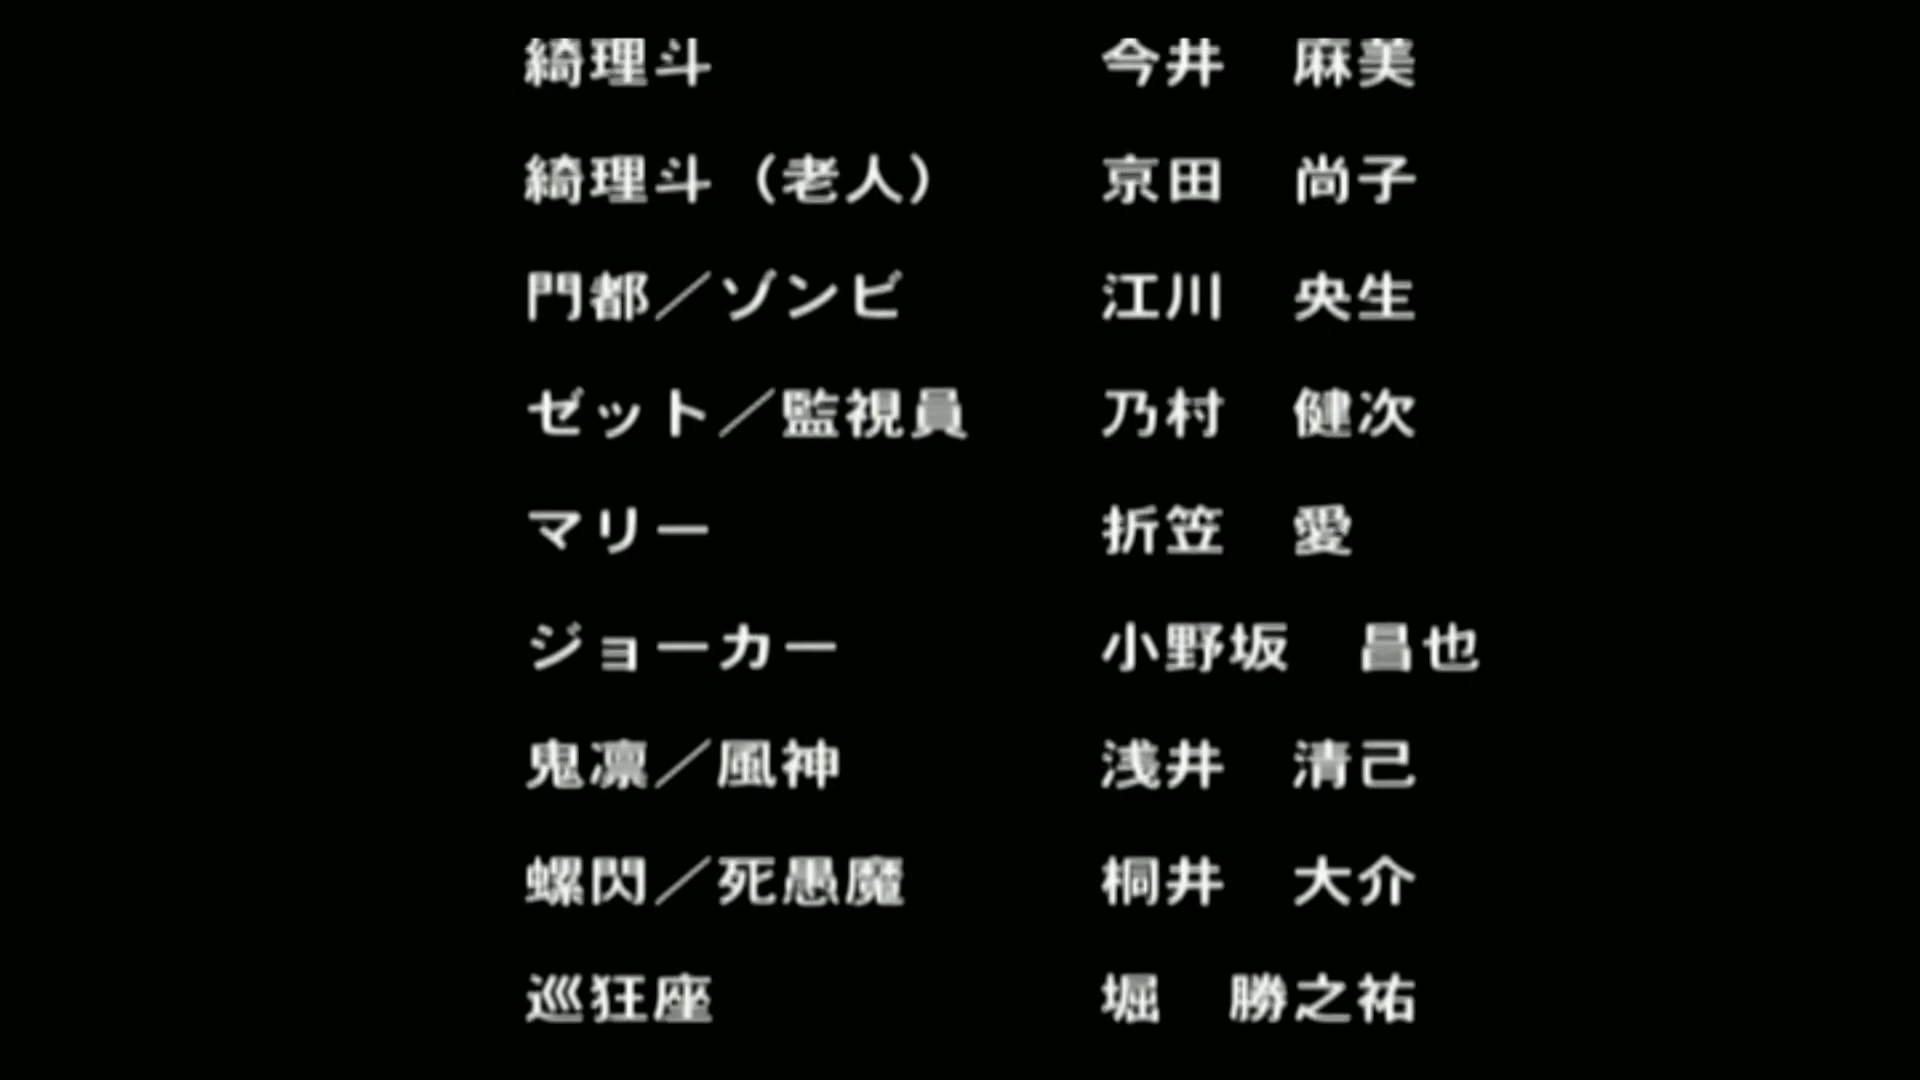 綺理斗　今井　麻美
綺理斗（老人）　京田　尚子
門都／ゾンビ　江川　央生
ゼット／監視員　乃村　健次
マリー　折笠　愛
ジョーカー　小野坂　昌也
鬼凛／風神　浅井　清己
螺閃／死愚魔　桐井　大介
巡狂座　堀　勝之祐